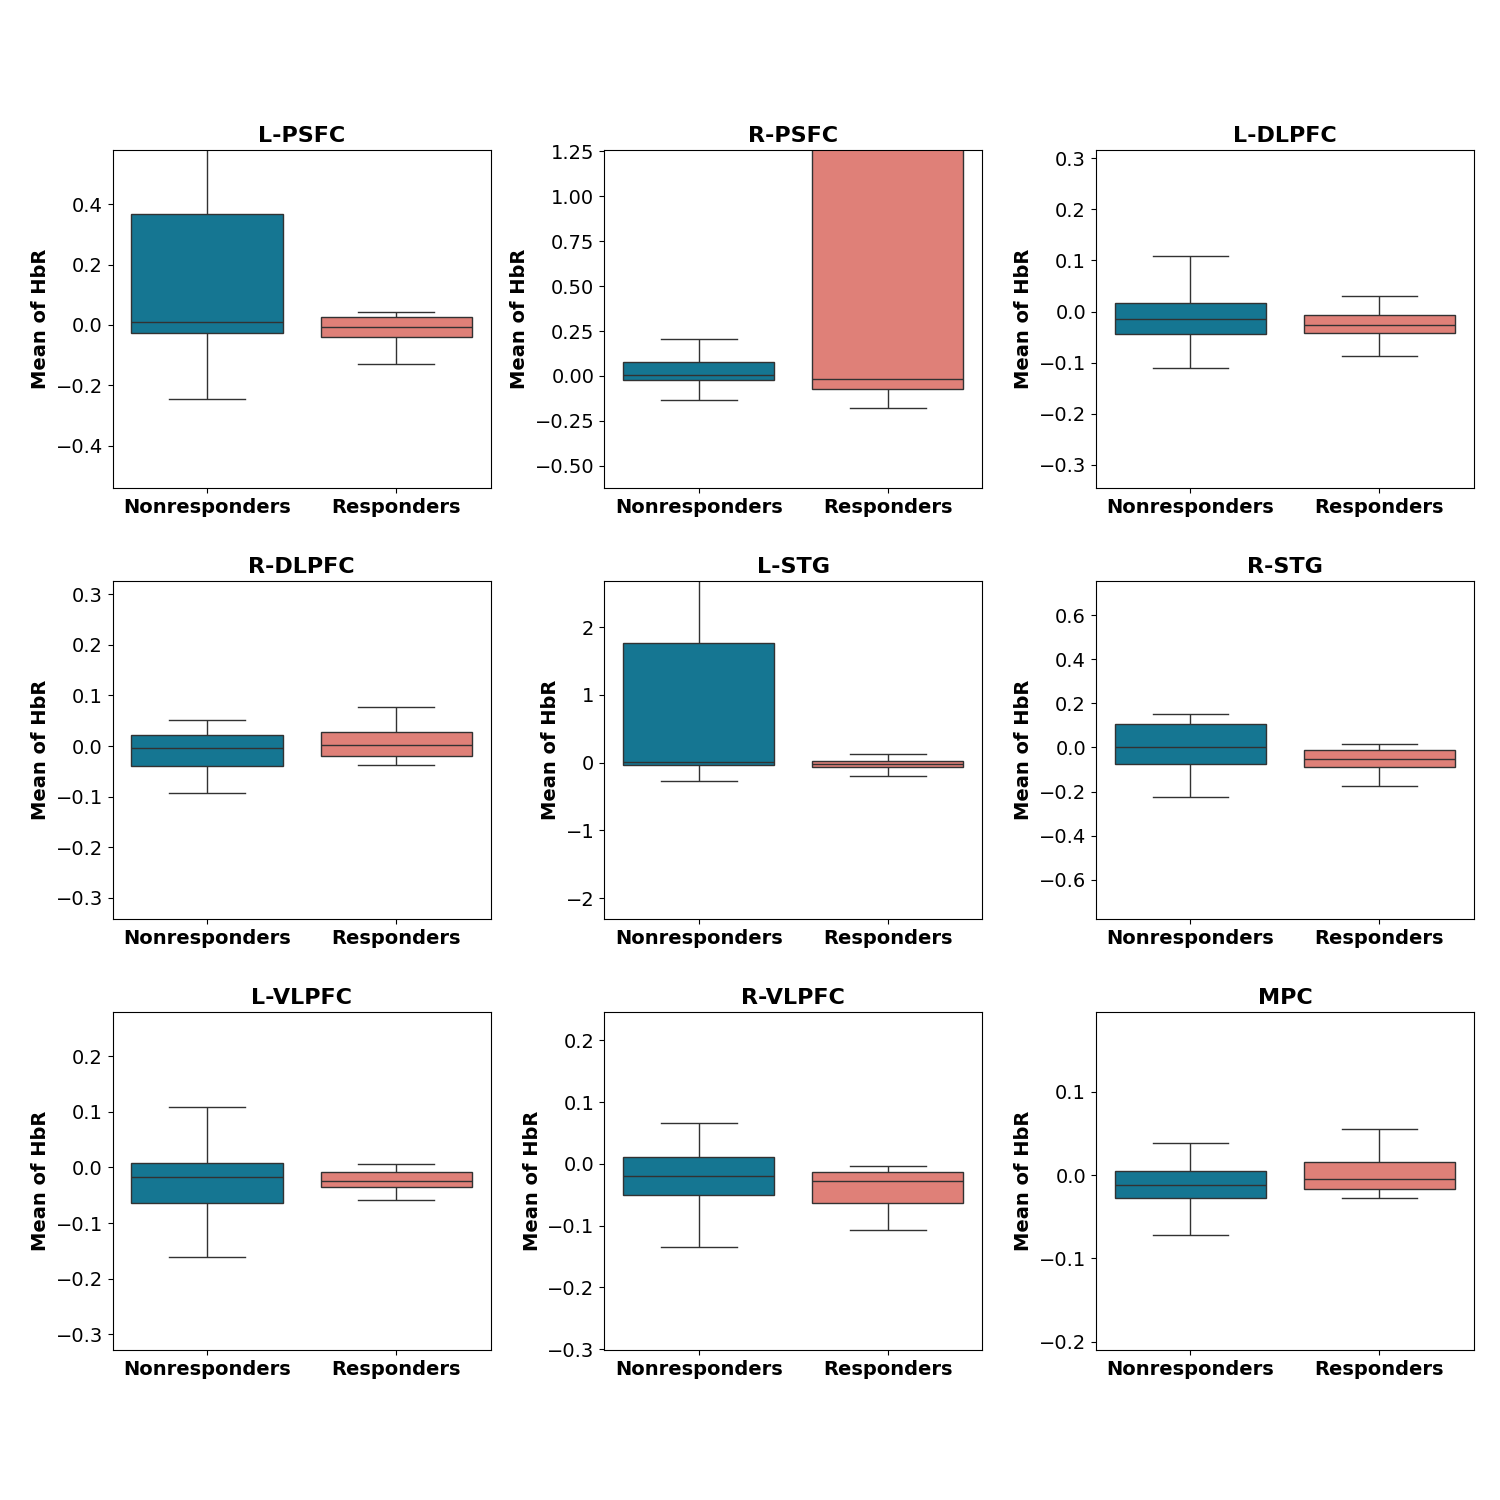 L-PSFC
Mean of HbR
0.4
0.2
0.0
−0.2
−0.4
Nonresponders Responders
R-PSFC
Mean of HbR
1.25
1.00
0.75
0.50
0.25
0.00
−0.25
−0.50
Nonresponders Responders
L-DLPFC
Mean of HbR
0.3
0.2
0.1
0.0
−0.1
−0.2
−0.3
Nonresponders Responders
R-DLPFC
Mean of HbR
0.3
0.2
0.1
0.0
−0.1
−0.2
−0.3
Nonresponders Responders
L-STG
Mean of HbR
2
1
0
−1
−2
Nonresponders Responders
R-STG
Mean of HbR
0.6
0.4
0.2
0.0
−0.2
−0.4
−0.6
Nonresponders Responders
L-VLPFC
Mean of HbR
0.2
0.1
0.0
−0.1
−0.2
−0.3
Nonresponders Responders
R-VLPFC
Mean of HbR
0.2
0.1
0.0
−0.1
−0.2
−0.3
Nonresponders Responders
MPC
Mean of HbR
0.1
0.0
−0.1
−0.2
Nonresponders Responders